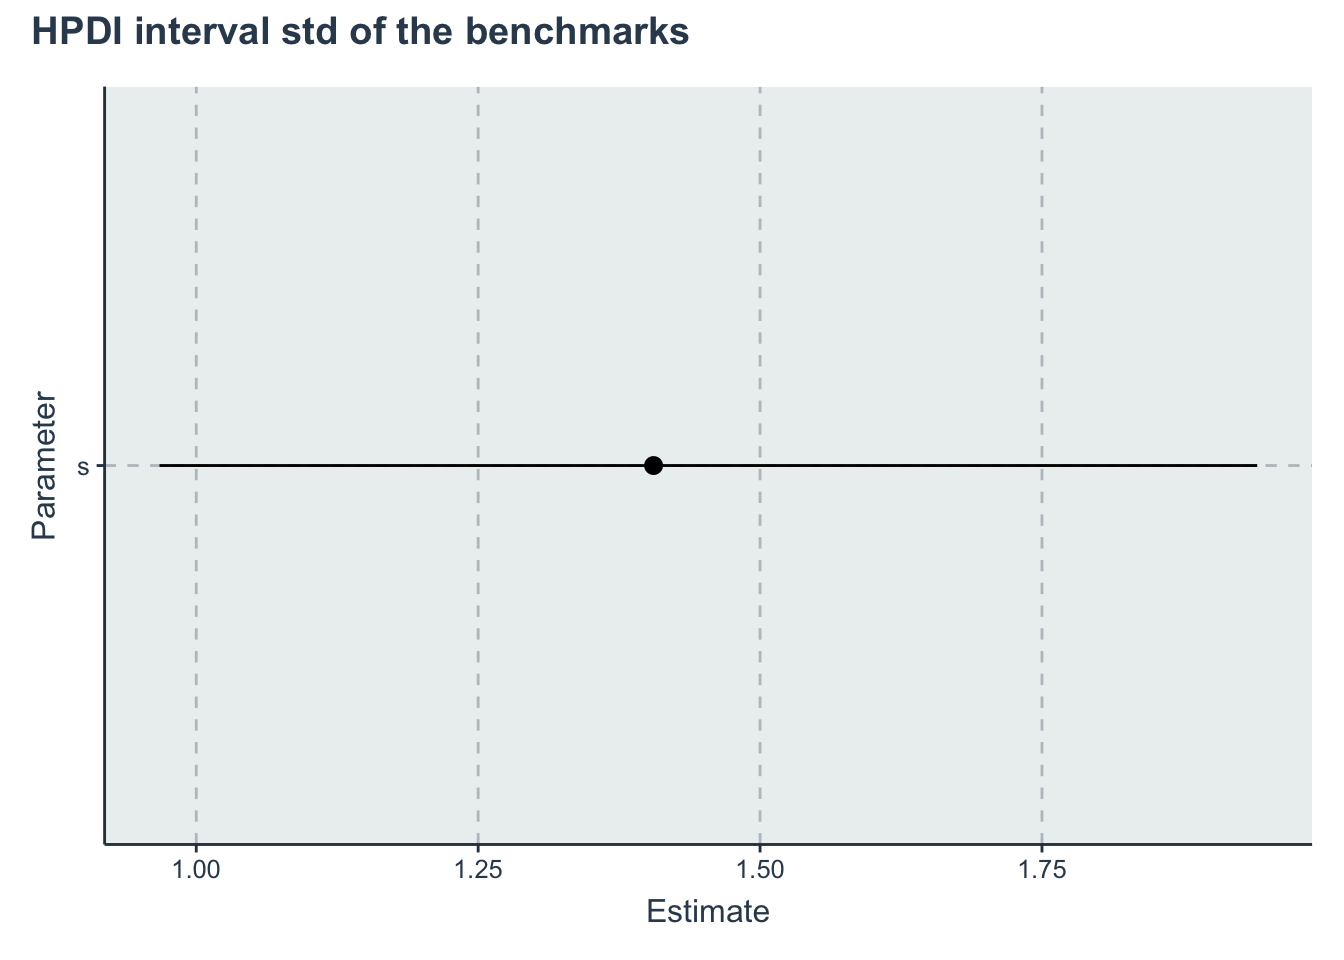 HPDI interval std of the benchmarks
Parameter
s
1.00 1.25 1.50 1.75
Estimate